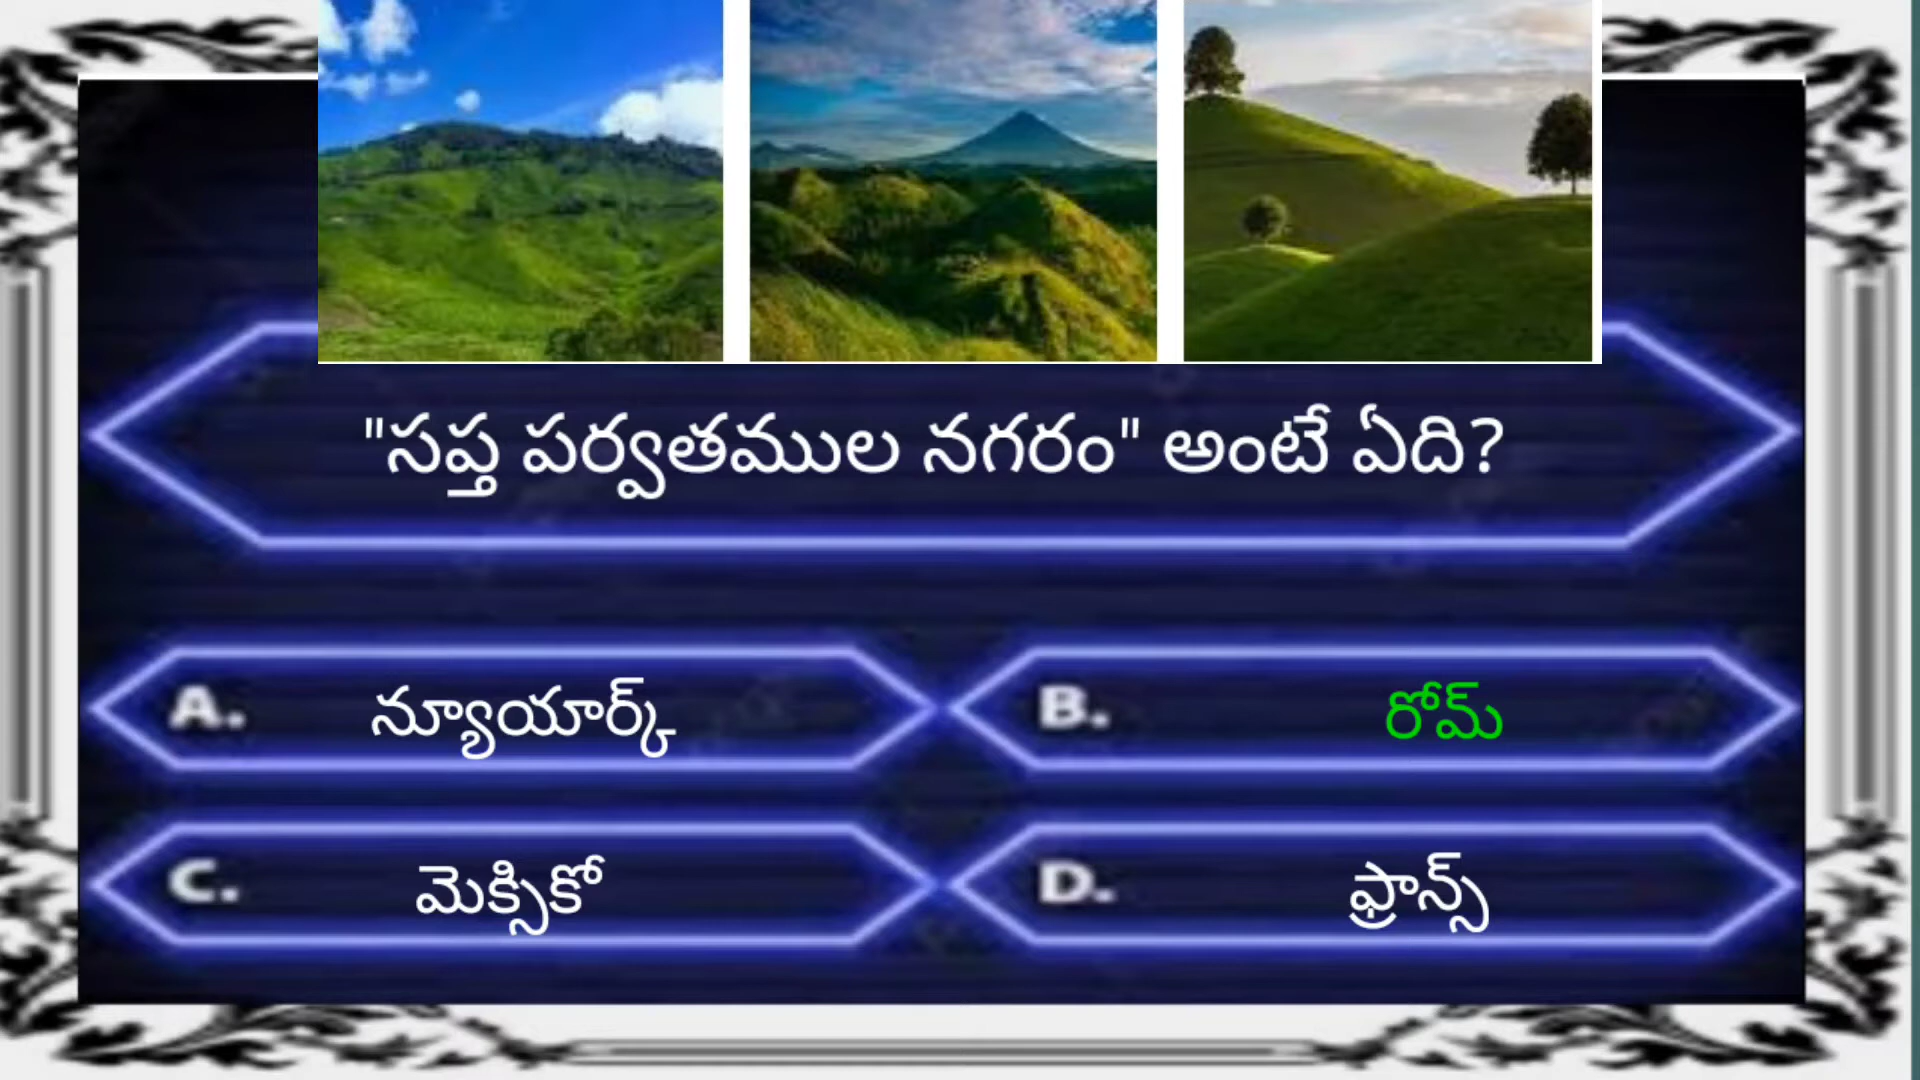 "సప్త పర్వతముల నగరం" అంటే ఏది?
A. న్యూయార్క్
B. రోమ్
C. మెక్సికో
D. ఫ్రాన్స్